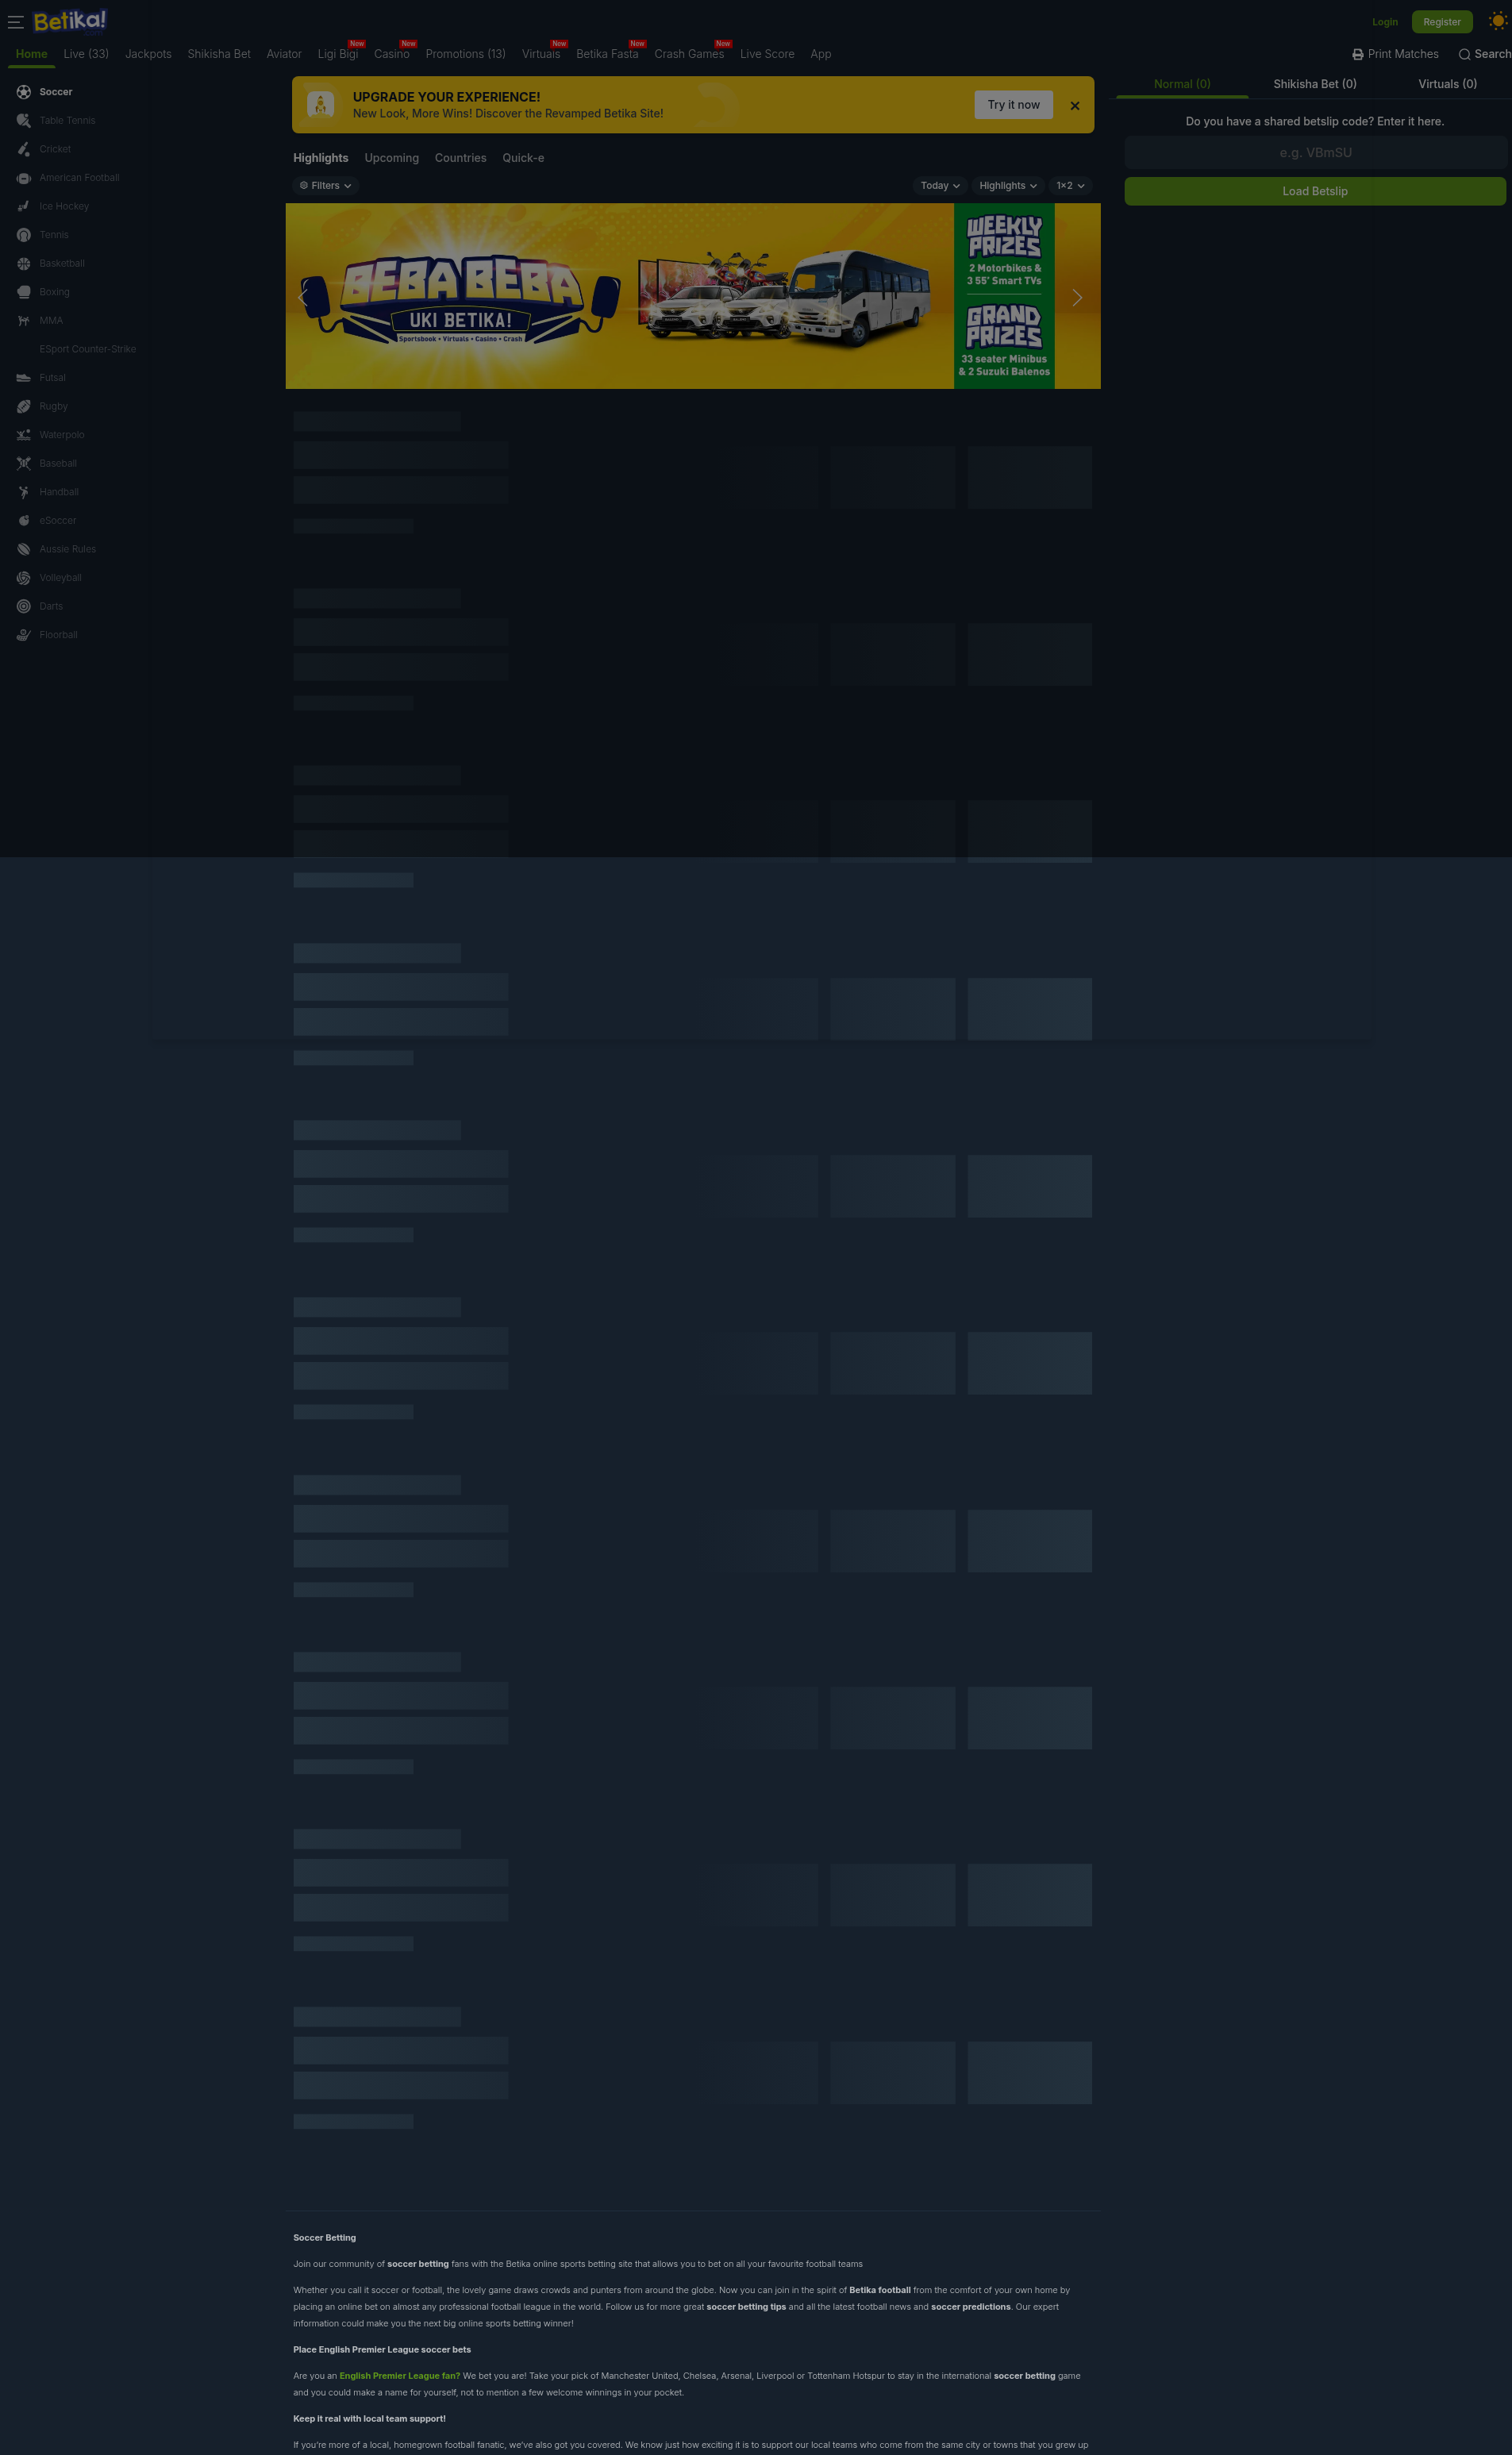 Betika!
Login
Register
Home
Live (33)
Jackpots
Shikisha Bet
Aviator
Ligi Bigi
New
Casino
New
Promotions (13)
Virtuals
New
Betika Fasta
New
Crash Games
New
Live Score
App
Print Matches
Search
Soccer
Table Tennis
Cricket
American Football
Ice Hockey
Tennis
Basketball
Boxing
MMA
ESport Counter-Strike
Futsal
Rugby
Waterpolo
Baseball
Handball
eSoccer
Aussie Rules
Volleyball
Darts
Floorball
UPGRADE YOUR EXPERIENCE!
New Look, More Wins! Discover the Revamped Betika Site!
Try it now
Highlights
Upcoming
Countries
Quick-e
Filters
Today
Highlights
1x2
BEBA BEBA
UKI BETIKA!
Sportsbook • Virtuals • Casino • Crash
WEEKLY
PRIZES
2 Motorbikes &
3 55" Smart TVs
GRAND
PRIZES
33 seater Minibus
& 2 Suzuki Balenos
Normal (0)
Shikisha Bet (0)
Virtuals (0)
Do you have a shared betslip code? Enter it here.
e.g. VBmSU
Load Betslip
Soccer Betting
Join our community of soccer betting fans with the Betika online sports betting site that allows you to bet on all your favourite football teams
Whether you call it soccer or football, the lovely game draws crowds and punters from around the globe. Now you can join in the spirit of Betika football from the comfort of your own home by
placing an online bet on almost any professional football league in the world. Follow us for more great soccer betting tips and all the latest football news and soccer predictions. Our expert
information could make you the next big online sports betting winner!
Place English Premier League soccer bets
Are you an English Premier League fan? We bet you are! Take your pick of Manchester United, Chelsea, Arsenal, Liverpool or Tottenham Hotspur to stay in the international soccer betting game
and you could make a name for yourself, not to mention a few welcome winnings in your pocket.
Keep it real with local team support!
If you're more of a local, homegrown football fanatic, we've also got you covered. We know just how exciting it is to support our local teams who come from the same city or towns that you grew up